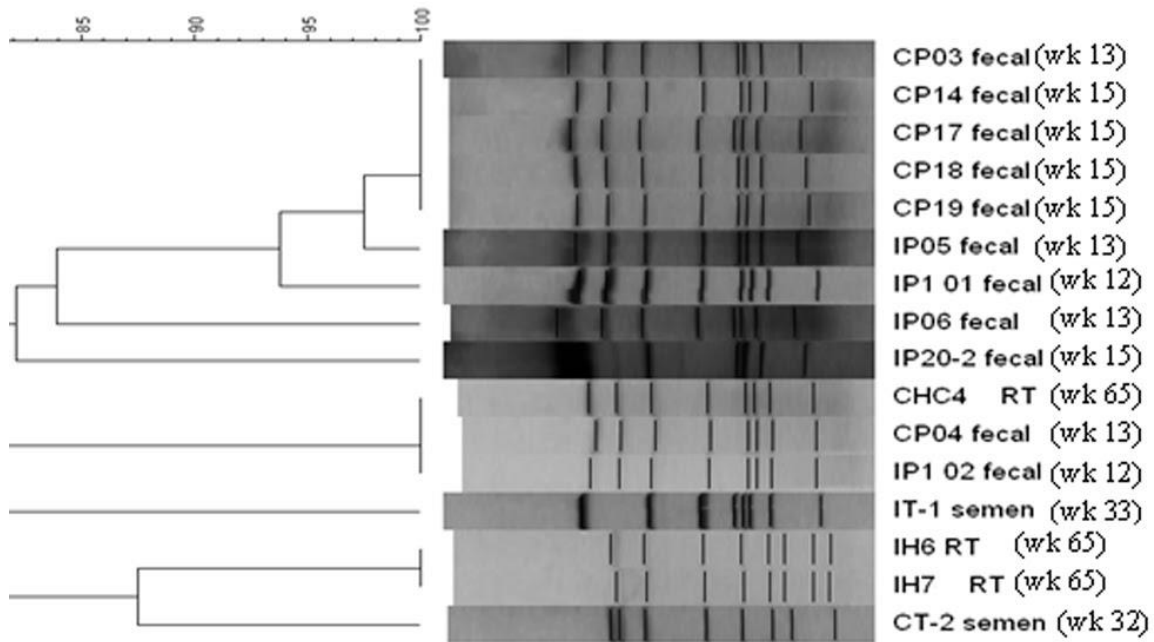 85 90 95 100
CP03 fecal (wk 13)
CP14 fecal (wk 15)
CP17 fecal (wk 15)
CP18 fecal (wk 15)
CP19 fecal (wk 15)
IP05 fecal (wk 13)
IP1 01 fecal (wk 12)
IP06 fecal (wk 13)
IP20-2 fecal (wk 15)
CHC4 RT (wk 65)
CP04 fecal (wk 13)
IP1 02 fecal (wk 12)
IT-1 semen (wk 33)
IH6 RT (wk 65)
IH7 RT (wk 65)
CT-2 semen (wk 32)